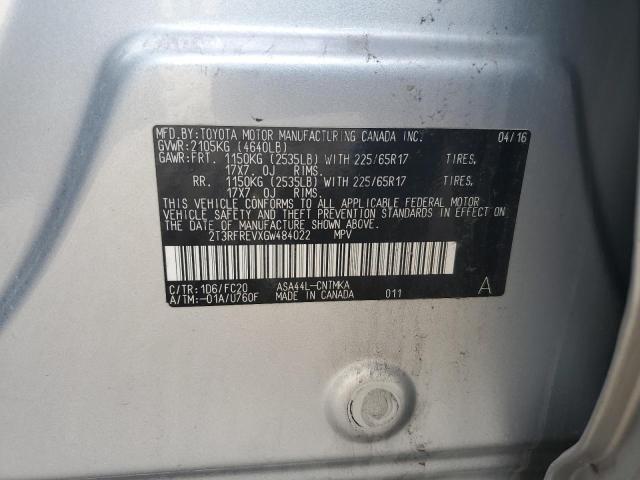 MFD.BY:TOYOTA MOTOR MANUFACTURING CANADA INC. 04/16
GVWR:2105KG (4640LB)
GAWR:FRT. 1150KG (2535LB) WITH 225/65R17 TIRES,
17X7. 0J RIMS.
RR. 1150KG (2535LB) WITH 225/65R17 TIRES,
17X7. 0J RIMS.
THIS VEHICLE CONFORMS TO ALL APPLICABLE FEDERAL MOTOR
VEHICLE SAFETY AND THEFT PREVENTION STANDARDS IN EFFECT
ON THE DATE OF MANUFACTURE SHOWN ABOVE.
2T3RFREVXGW484022 MPV
C/TR:1D6/FC20 ASA44L-CNTMKA
A/TM:-01A/U760F MADE IN CANADA 011 A